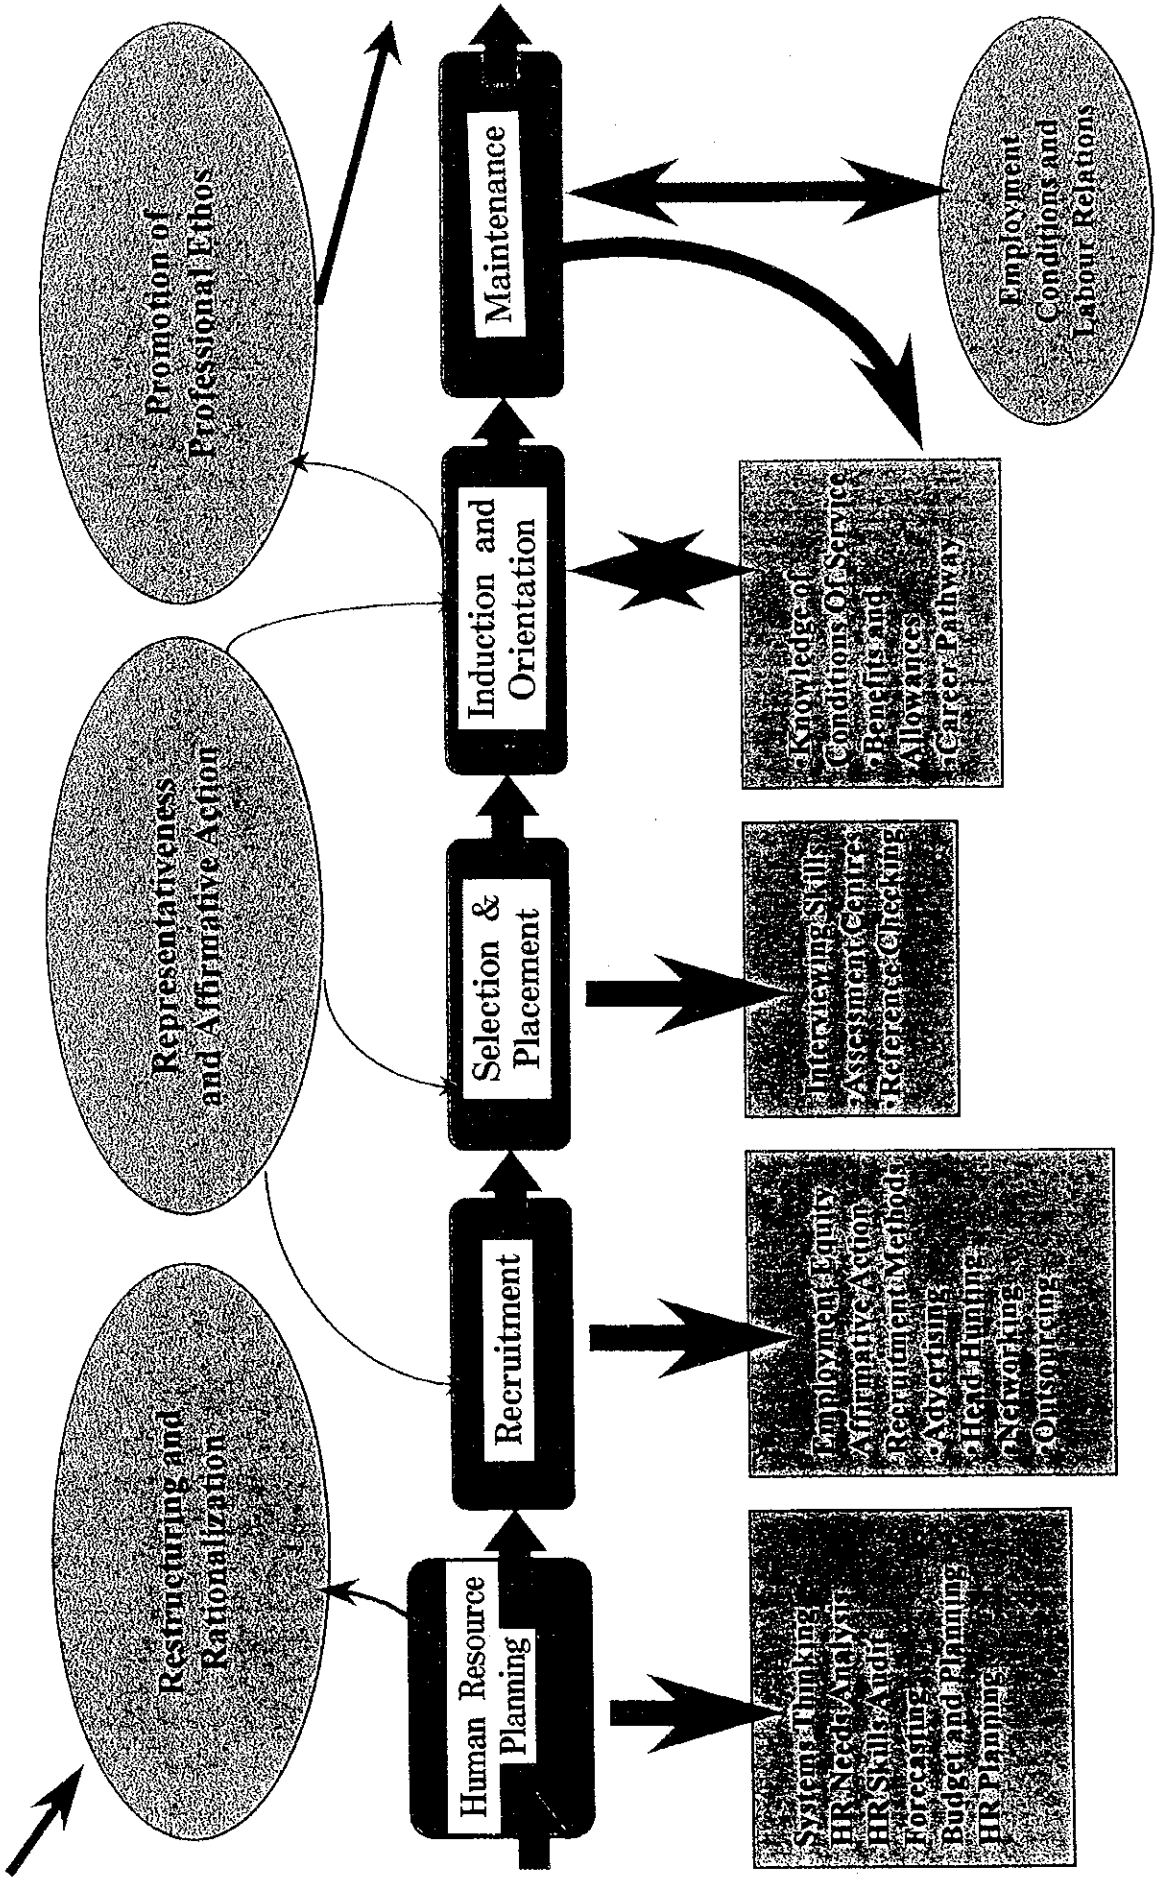 Restructuring and
Rationalization
Representativeness
and Affirmative Action
Promotion of
Professional Ethos
Human Resource
Planning
Recruitment
Selection &
Placement
Induction and
Orientation
Maintenance
Systems Thinking
HR Needs Analysis
HR Skills Audit
Forecasting
Budget and Planning
HR Planning
Employment Equity
Affirmative Action
Recruitment Methods
•Advertising
•Head Hunting
•Networking
•Outsourcing
•Interviewing Skills
•Assessment Centres
•Reference Checking
•Knowledge of
Conditions Of Service
•Benefits and
Allowances
•Career Pathway
Employment
Conditions and
Labour Relations